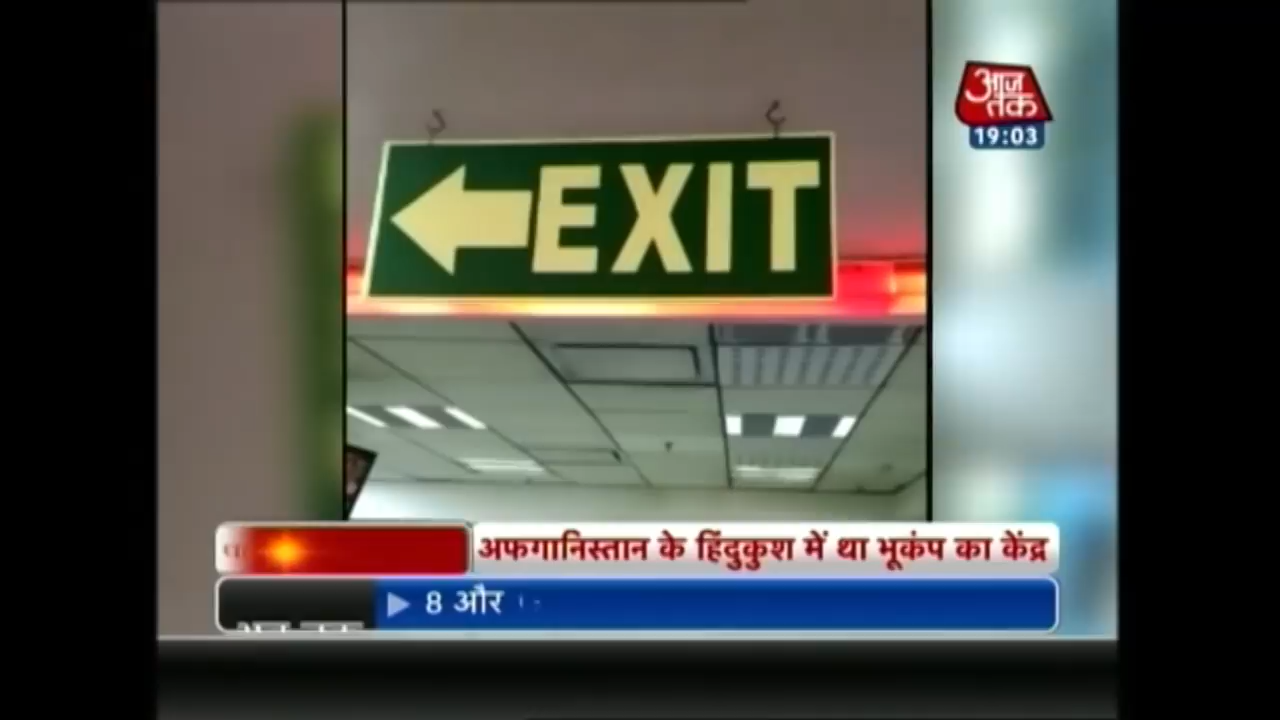 आज
तक
19:03
EXIT
अफगानिस्तान के हिंदुकुश में था भूकंप का केंद्र
8 और